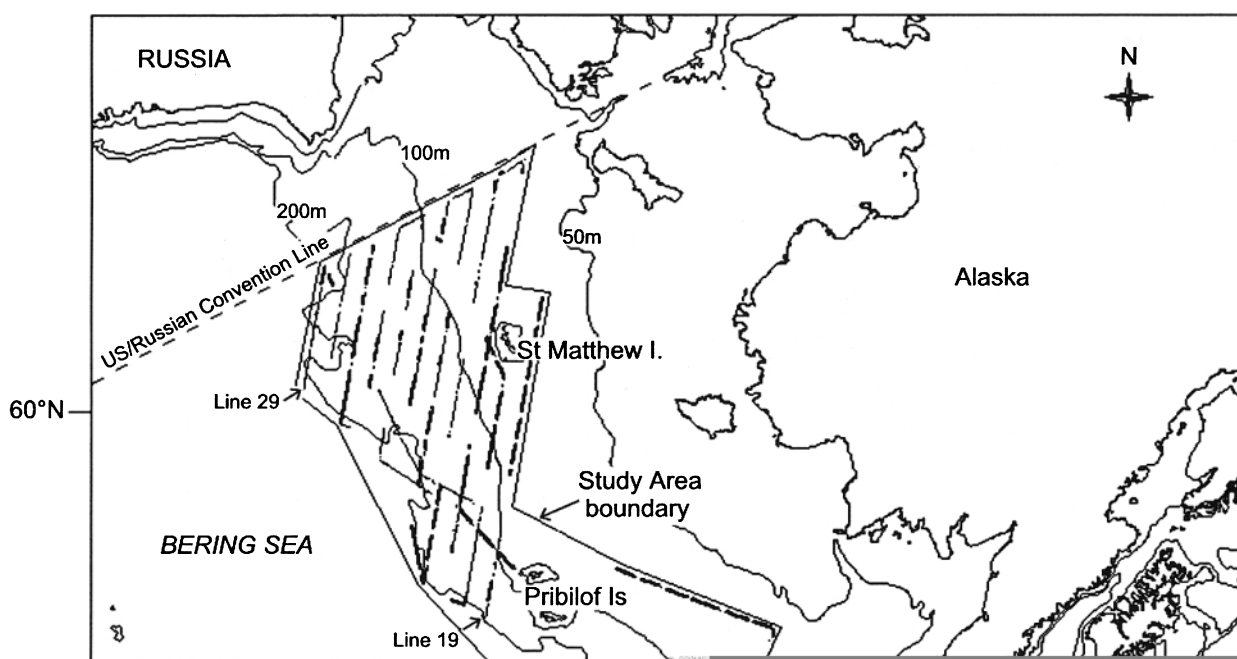 RUSSIA
N
100m
200m
50m
US/Russian Convention Line
Alaska
St Matthew I.
Line 29
60°N
Study Area
boundary
BERING SEA
Pribilof Is
Line 19